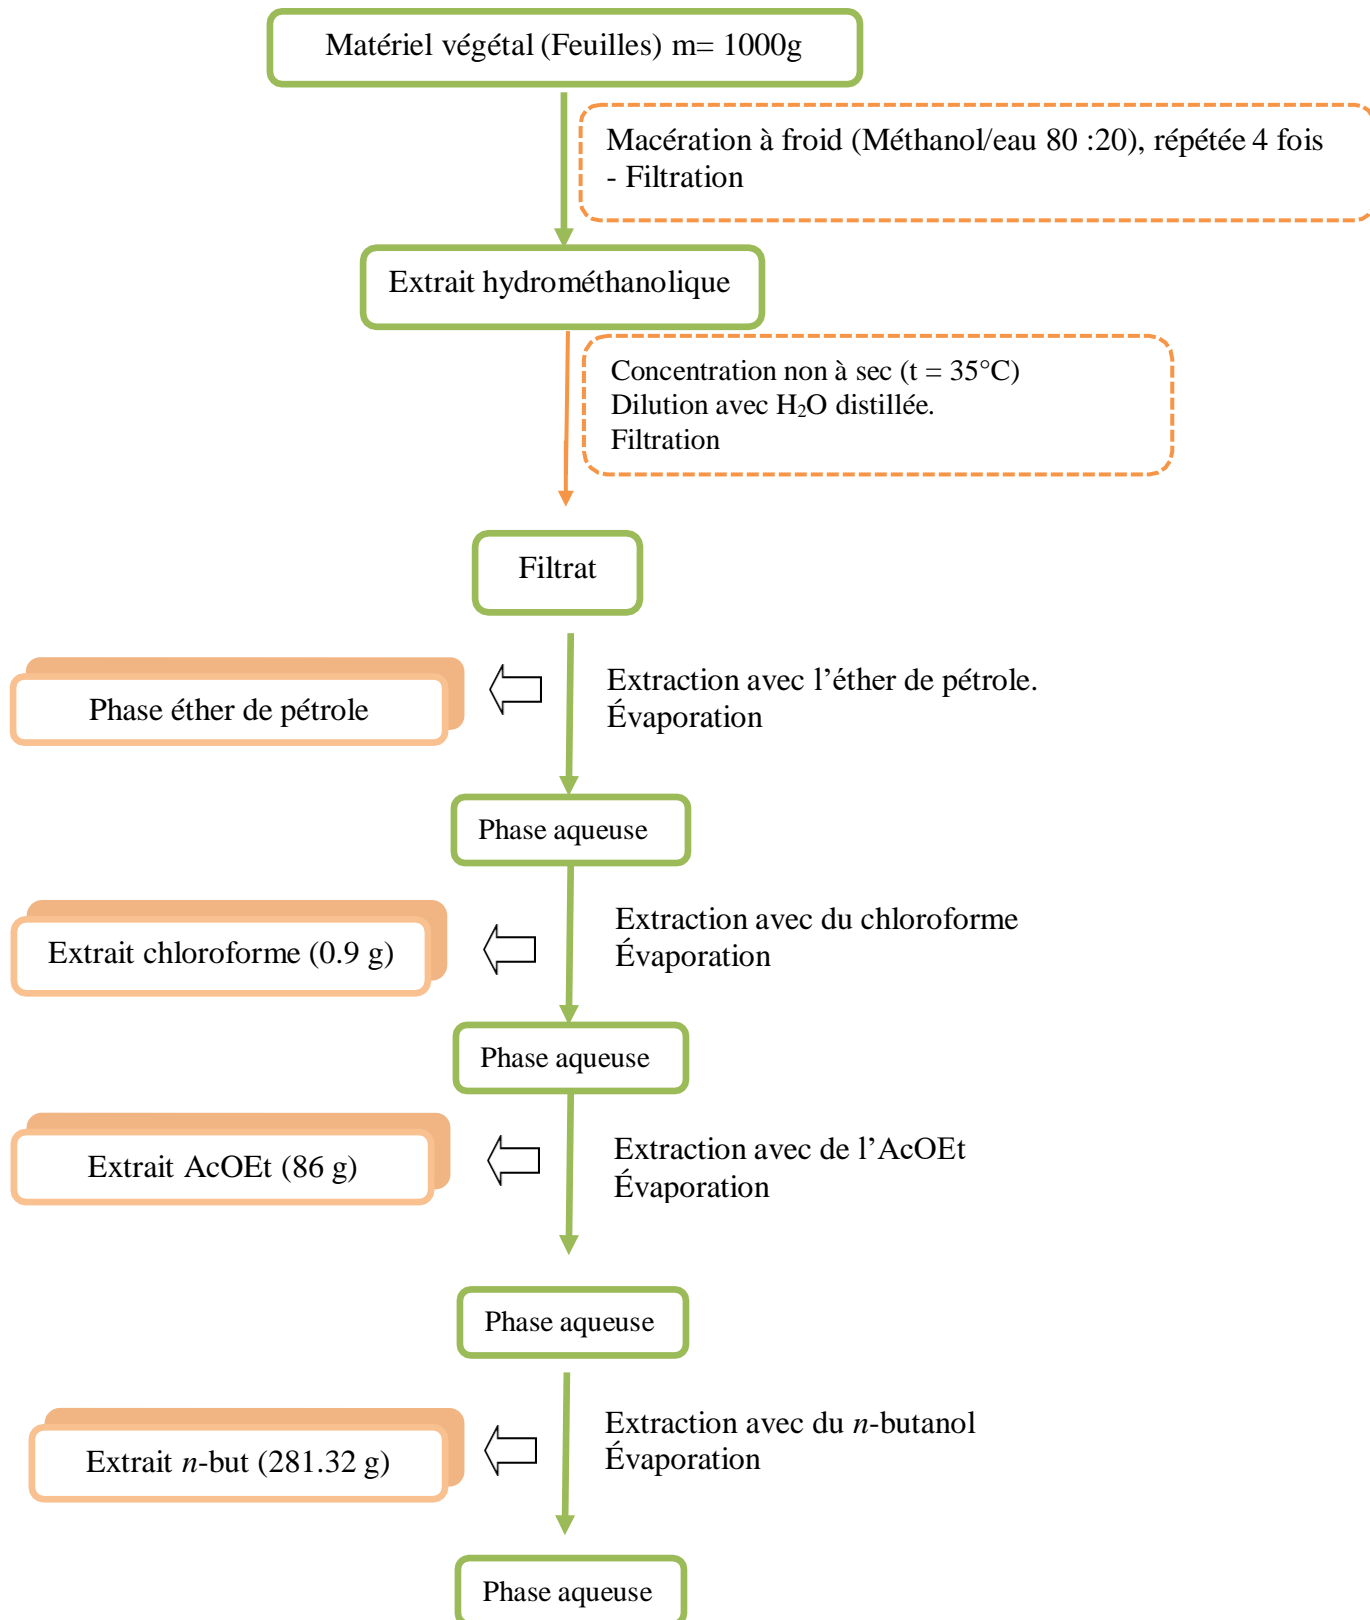 Matériel végétal (Feuilles) m= 1000g
Macération à froid (Méthanol/eau 80 :20), répétée 4 fois
- Filtration
Extrait hydrométhanolique
Concentration non à sec (t = 35°C)
Dilution avec H₂O distillée.
Filtration
Filtrat
Extraction avec l’éther de pétrole.
Évaporation
Phase éther de pétrole
Phase aqueuse
Extraction avec du chloroforme
Évaporation
Extrait chloroforme (0.9 g)
Phase aqueuse
Extraction avec de l’AcOEt
Évaporation
Extrait AcOEt (86 g)
Phase aqueuse
Extraction avec du n-butanol
Évaporation
Extrait n-but (281.32 g)
Phase aqueuse